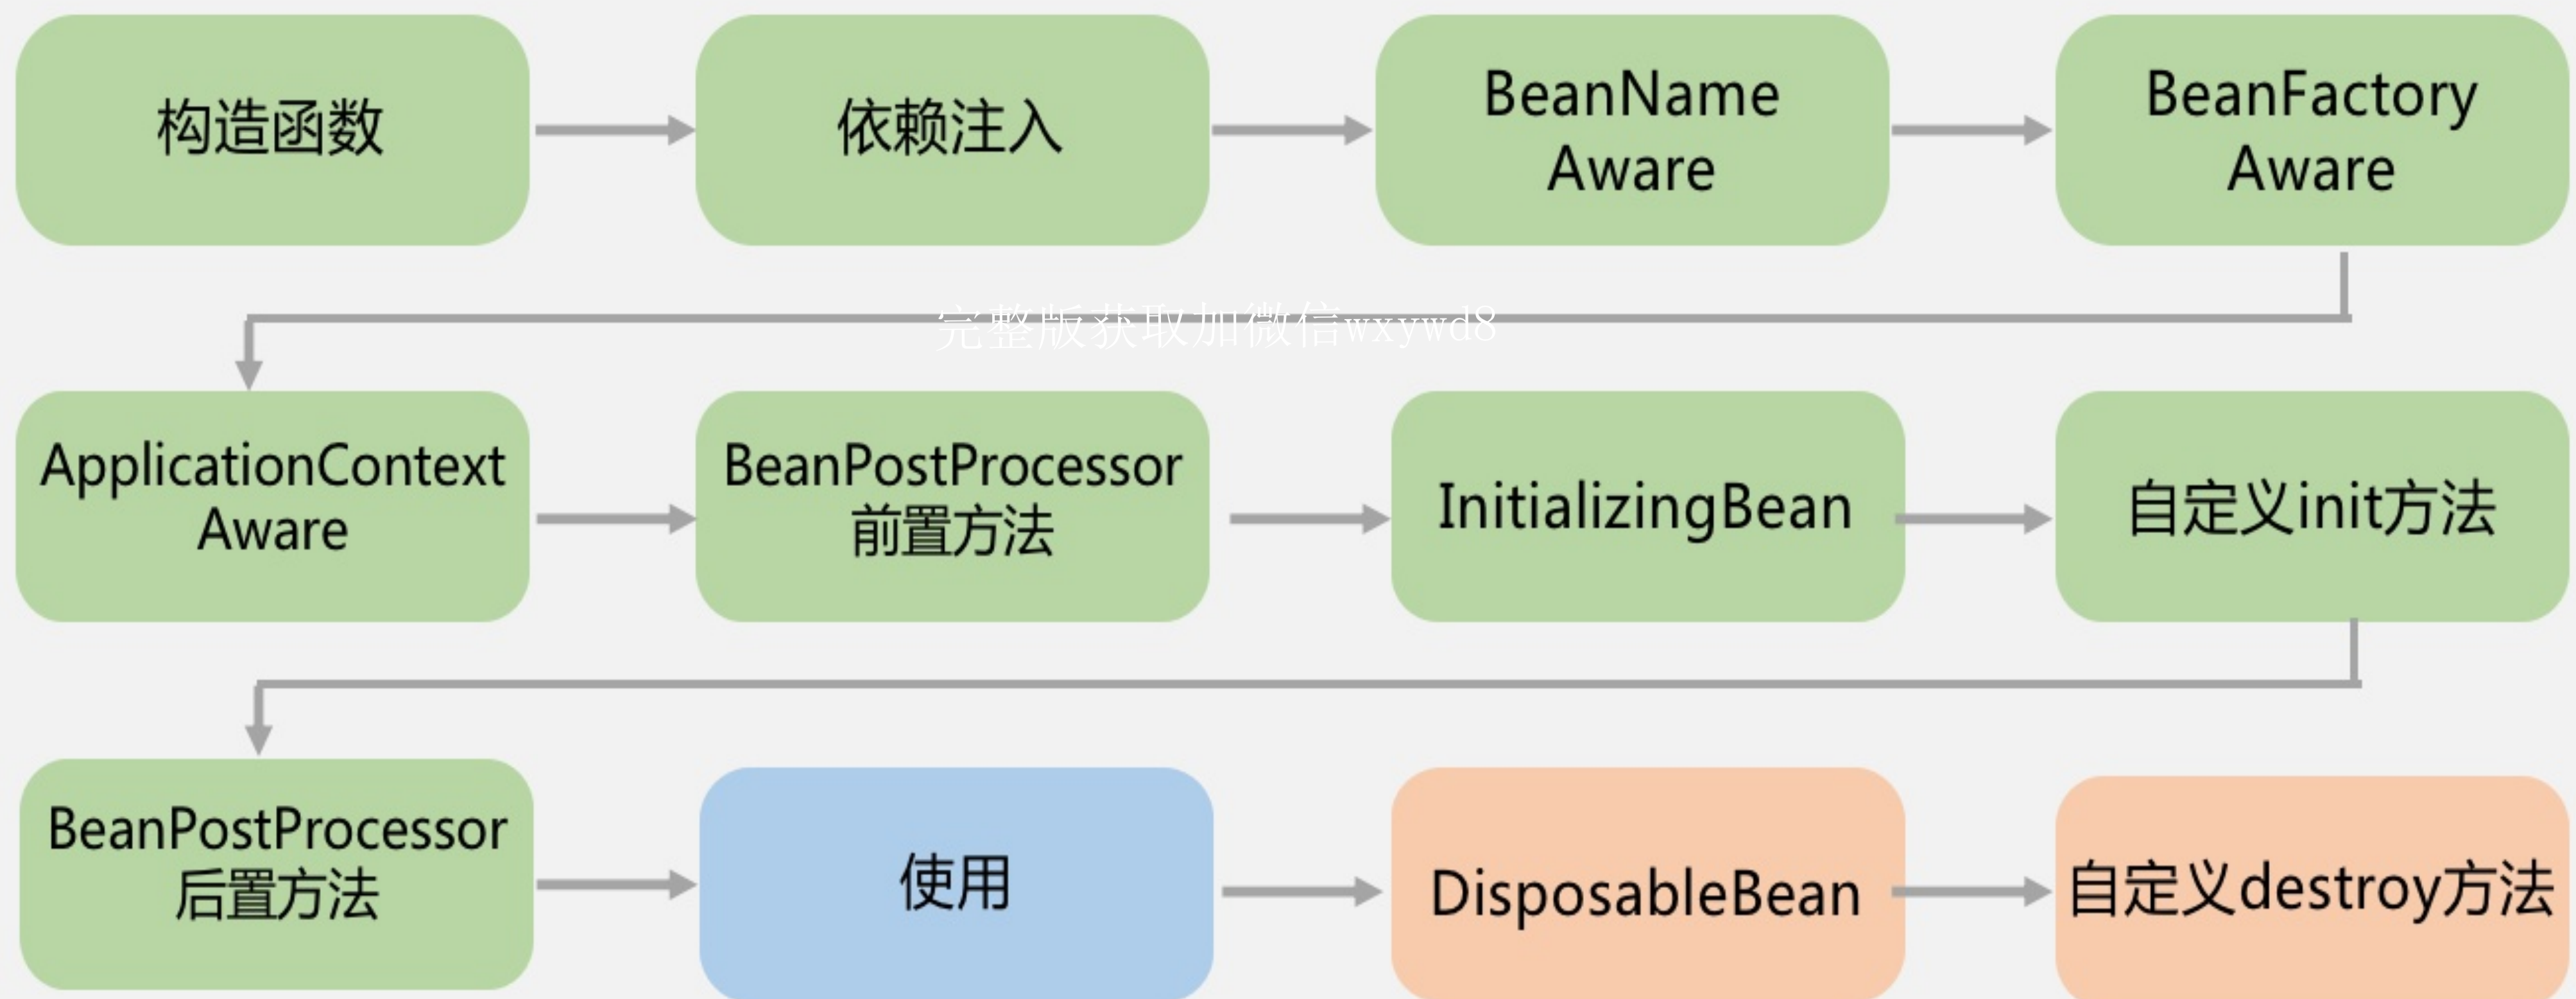 构造函数
依赖注入
BeanName
Aware
BeanFactory
Aware
完整版获取加微信wxywd8
ApplicationContext
Aware
BeanPostProcessor
前置方法
InitializingBean
自定义init方法
BeanPostProcessor
后置方法
使用
DisposableBean
自定义destroy方法